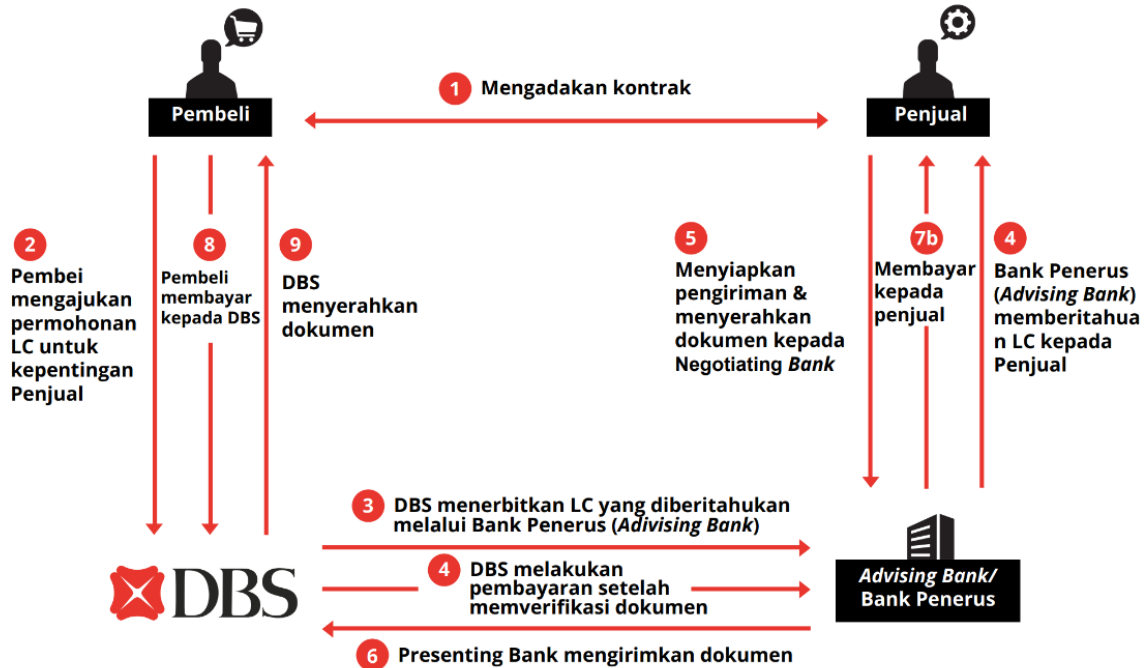 1 Mengadakan kontrak
Pembeli
Penjual
2
Pembei
mengajukan
permohonan
LC untuk
kepentingan
Penjual
8
Pembeli
membayar
kepada DBS
9
DBS
menyerahkan
dokumen
5
Menyiapkan
pengiriman &
menyerahkan
dokumen kepada
Negotiating Bank
7b
Membayar
kepada
penjual
4
Bank Penerus
(Advising Bank)
memberitahua
n LC kepada
Penjual
3 DBS menerbitkan LC yang diberitahukan
melalui Bank Penerus (Adivising Bank)
4 DBS melakukan
pembayaran setelah
memverifikasi dokumen
DBS
Advising Bank/
Bank Penerus
6 Presenting Bank mengirimkan dokumen